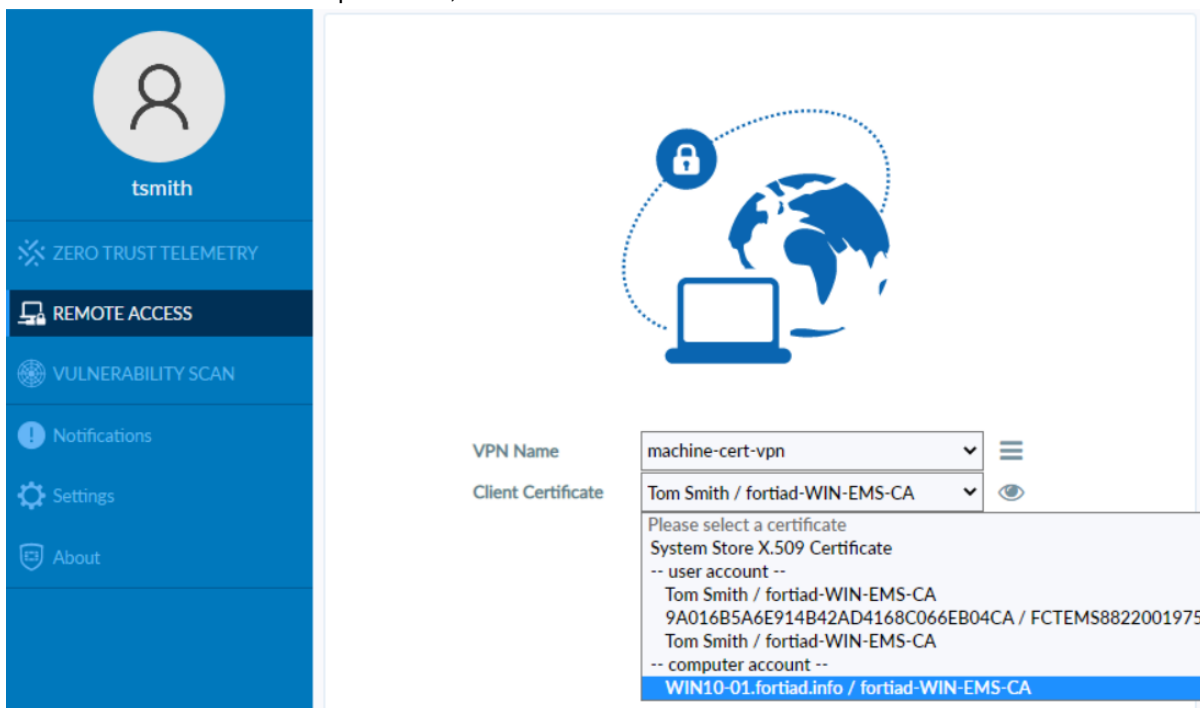 tsmith
ZERO TRUST TELEMETRY
REMOTE ACCESS
VULNERABILITY SCAN
Notifications
Settings
About
VPN Name
machine-cert-vpn
Client Certificate
Tom Smith / fortiad-WIN-EMS-CA
Please select a certificate
System Store X.509 Certificate
-- user account --
Tom Smith / fortiad-WIN-EMS-CA
9A016B5A6E914B42AD4168C066EB04CA / FCTEMS8822001975
Tom Smith / fortiad-WIN-EMS-CA
-- computer account --
WIN10-01.fortiad.info / fortiad-WIN-EMS-CA